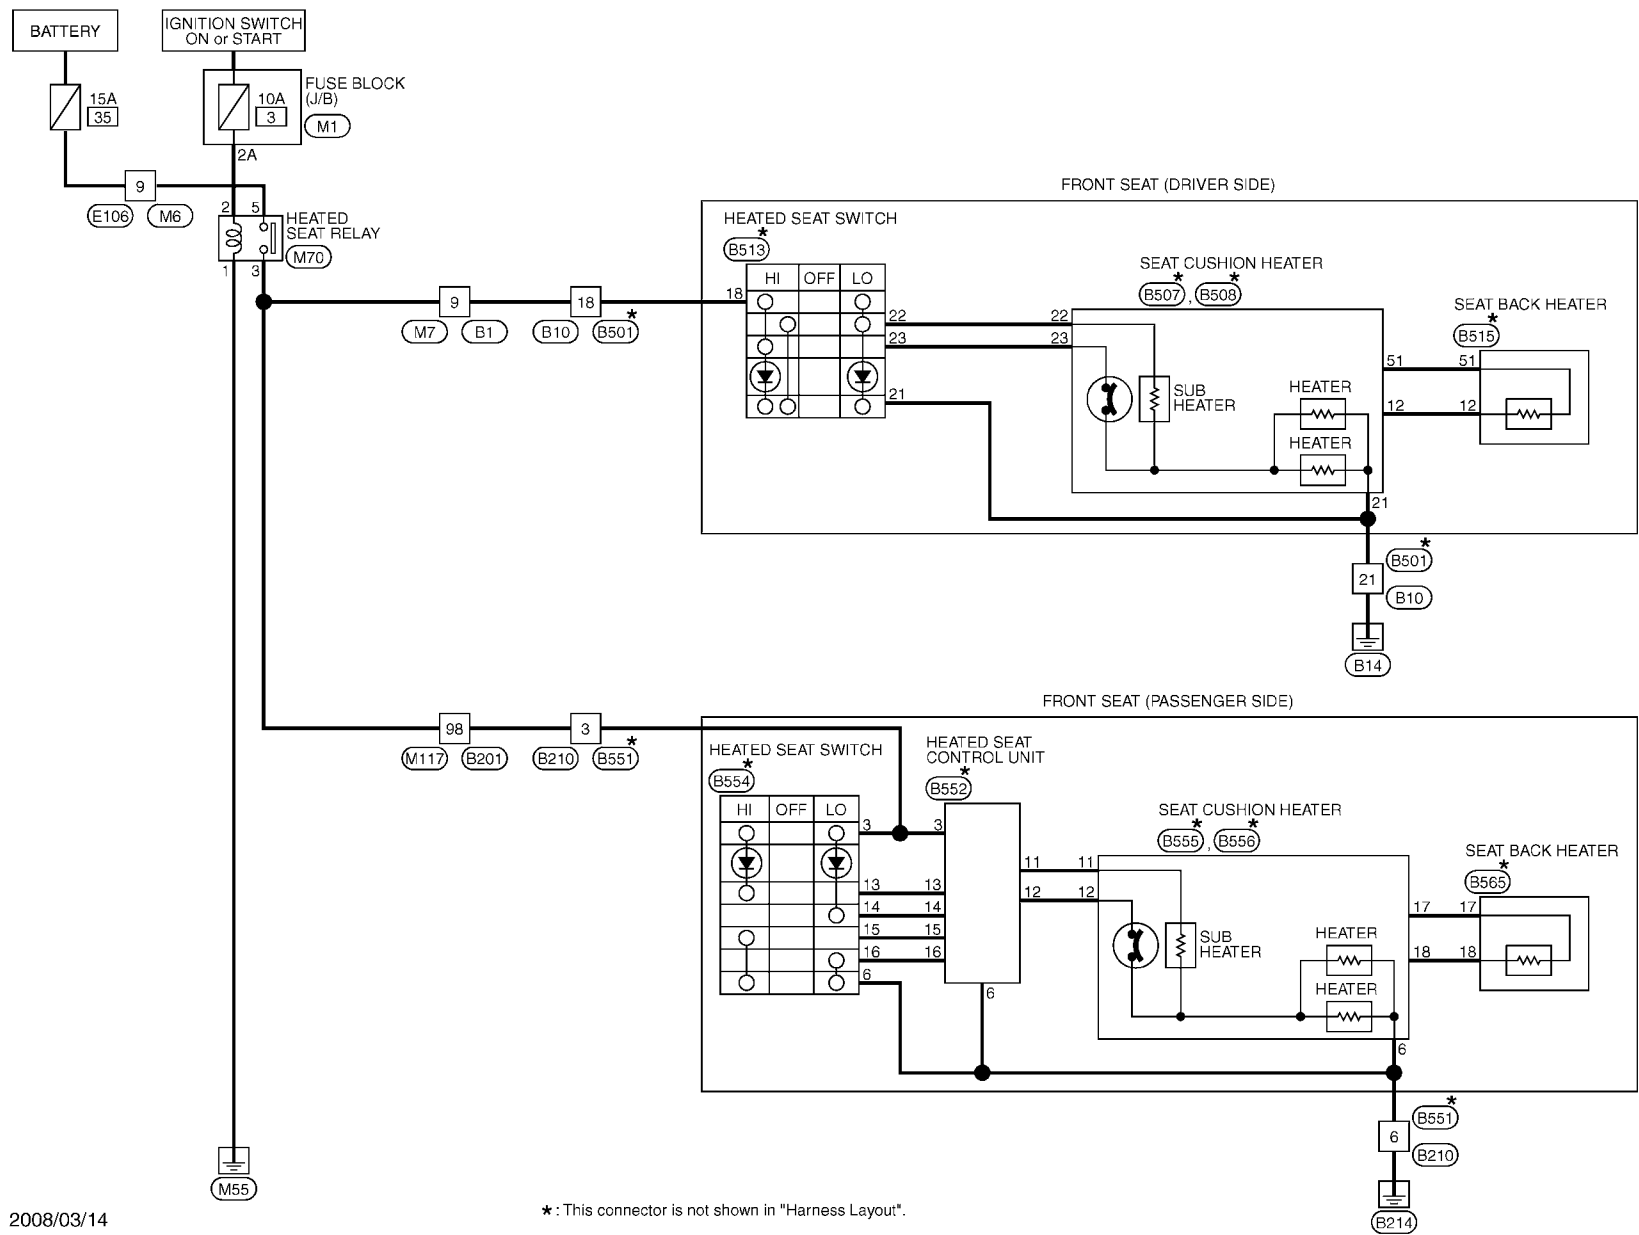 BATTERY
IGNITION SWITCH
ON or START
15A
35
10A
3
FUSE BLOCK
(J/B)
M1
2A
9
E106
M6
2
5
HEATED
SEAT RELAY
M70
1
3
FRONT SEAT (DRIVER SIDE)
HEATED SEAT SWITCH
*
B513
HI
OFF
LO
18
9
M7
B1
18
*
B10
B501
22
23
21
SEAT CUSHION HEATER
*
*
B507 , B508
22
23
SUB
HEATER
HEATER
HEATER
SEAT BACK HEATER
*
B515
51
51
12
12
21
*
B501
21
B10
B14
FRONT SEAT (PASSENGER SIDE)
98
M117
B201
3
*
B210
B551
HEATED SEAT SWITCH
*
B554
HI
OFF
LO
HEATED SEAT
CONTROL UNIT
*
B552
3
3
13
13
14
14
15
15
16
16
6
6
SEAT CUSHION HEATER
*
*
B555 , B556
11
11
12
12
SUB
HEATER
HEATER
HEATER
SEAT BACK HEATER
*
B565
17
17
18
18
6
*
B551
6
B210
B214
M55
2008/03/14
* : This connector is not shown in "Harness Layout".